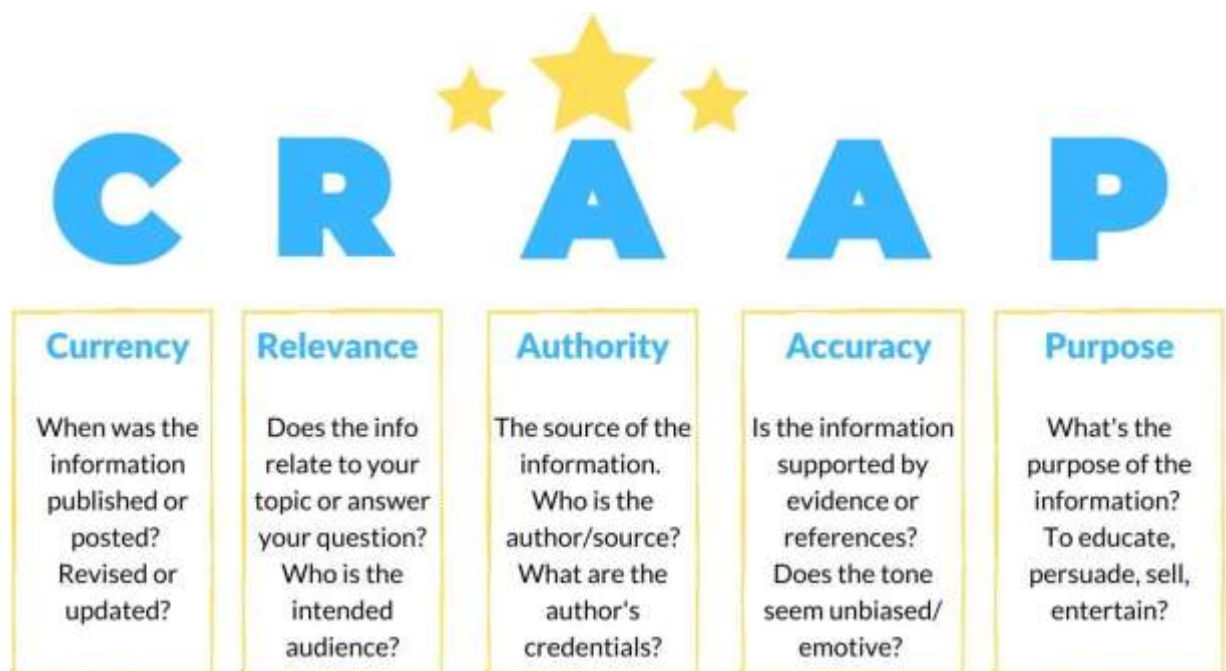 C R A A P
Currency
When was the
information
published or
posted?
Revised or
updated?
Relevance
Does the info
relate to your
topic or answer
your question?
Who is the
intended
audience?
Authority
The source of the
information.
Who is the
author/source?
What are the
author's
credentials?
Accuracy
Is the information
supported by
evidence or
references?
Does the tone
seem unbiased/
emotive?
Purpose
What's the
purpose of the
information?
To educate,
persuade, sell,
entertain?